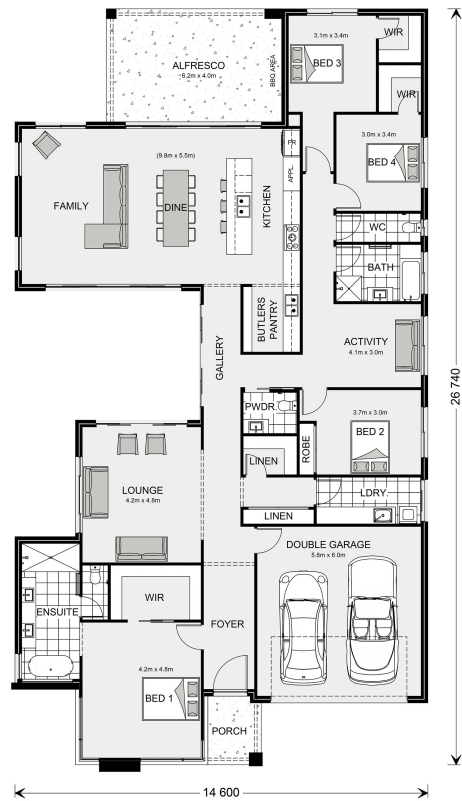 3.1m x 3.4m
BED 3
WIR
ALFRESCO
6.2m x 4.0m
BBQ AREA
WIR
3.0m x 3.4m
BED 4
(9.8m x 5.5m)
APPL.
FAMILY
DINE
KITCHEN
WC
BATH
BUTLERS
PANTRY
GALLERY
ACTIVITY
4.1m x 3.0m
26 740
PWDR.
3.7m x 3.0m
BED 2
ROBE
LINEN
LOUNGE
4.2m x 4.8m
LDRY.
LINEN
DOUBLE GARAGE
5.8m x 6.0m
ENSUITE
WIR
FOYER
4.2m x 4.8m
BED 1
PORCH
14 600